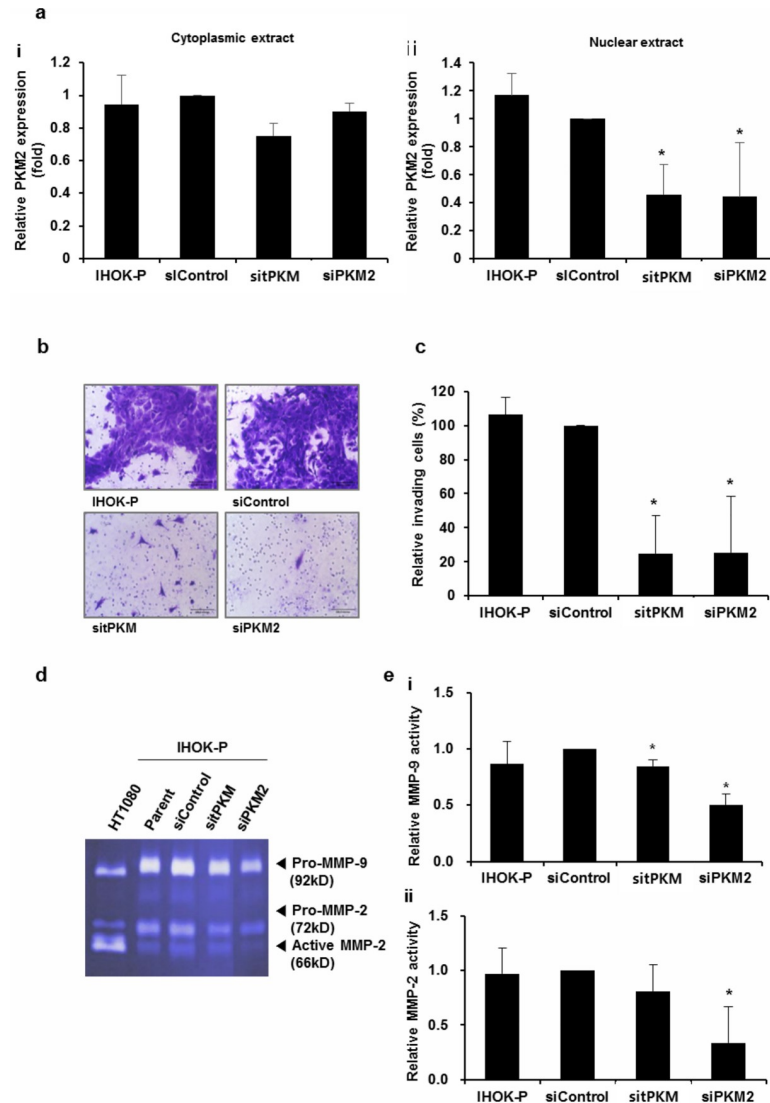 a
Cytoplasmic extract
i
Relative PKM2 expression
(fold)
1.2
1
0.8
0.6
0.4
0.2
0
IHOK-P
siControl
sitPKM
siPKM2
Nuclear extract
ii
Relative PKM2 expression
(fold)
1.4
1.2
1
0.8
0.6
0.4
0.2
0
*
*
IHOK-P
siControl
sitPKM
siPKM2
b
IHOK-P
siControl
sitPKM
siPKM2
c
Relative invading cells (%)
120
100
80
60
40
20
0
*
*
IHOK-P
siControl
sitPKM
siPKM2
d
IHOK-P
HT1080
Parent
siControl
sitPKM
siPKM2
Pro-MMP-9
(92kD)
Pro-MMP-2
(72kD)
Active MMP-2
(66kD)
e
i
Relative MMP-9 activity
1.5
1.0
0.5
0.0
*
*
IHOK-P
siControl
sitPKM
siPKM2
ii
Relative MMP-2 activity
1.5
1.0
0.5
0.0
*
IHOK-P
siControl
sitPKM
siPKM2